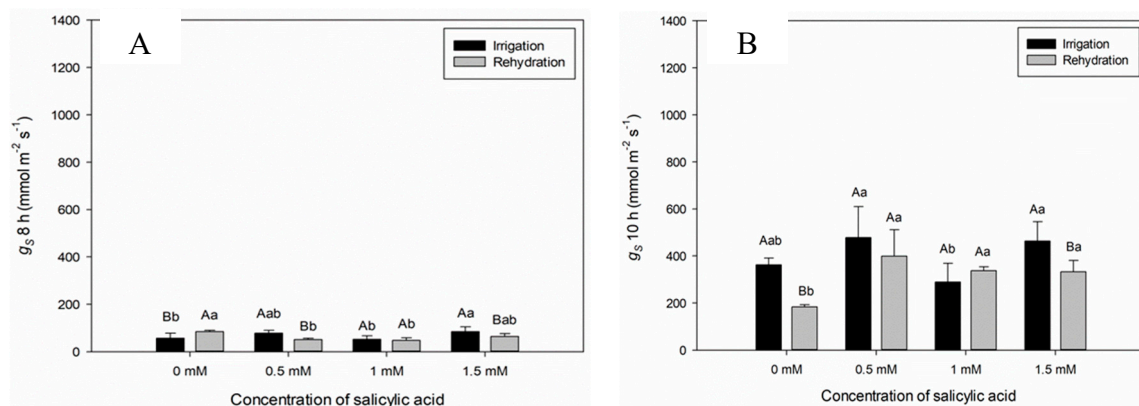 A
Irrigation
Rehydration
1400
1200
1000
800
600
400
200
0
gS 8 h (mmol m-2 s-1)
Bb Aa Aab Bb Ab Ab Aa Bab
0 mM 0.5 mM 1 mM 1.5 mM
Concentration of salicylic acid
B
Irrigation
Rehydration
1400
1200
1000
800
600
400
200
0
gS 10 h (mmol m-2 s-1)
Aab Bb Aa Aa Ab Aa Aa Ba
0 mM 0.5 mM 1 mM 1.5 mM
Concentration of salicylic acid